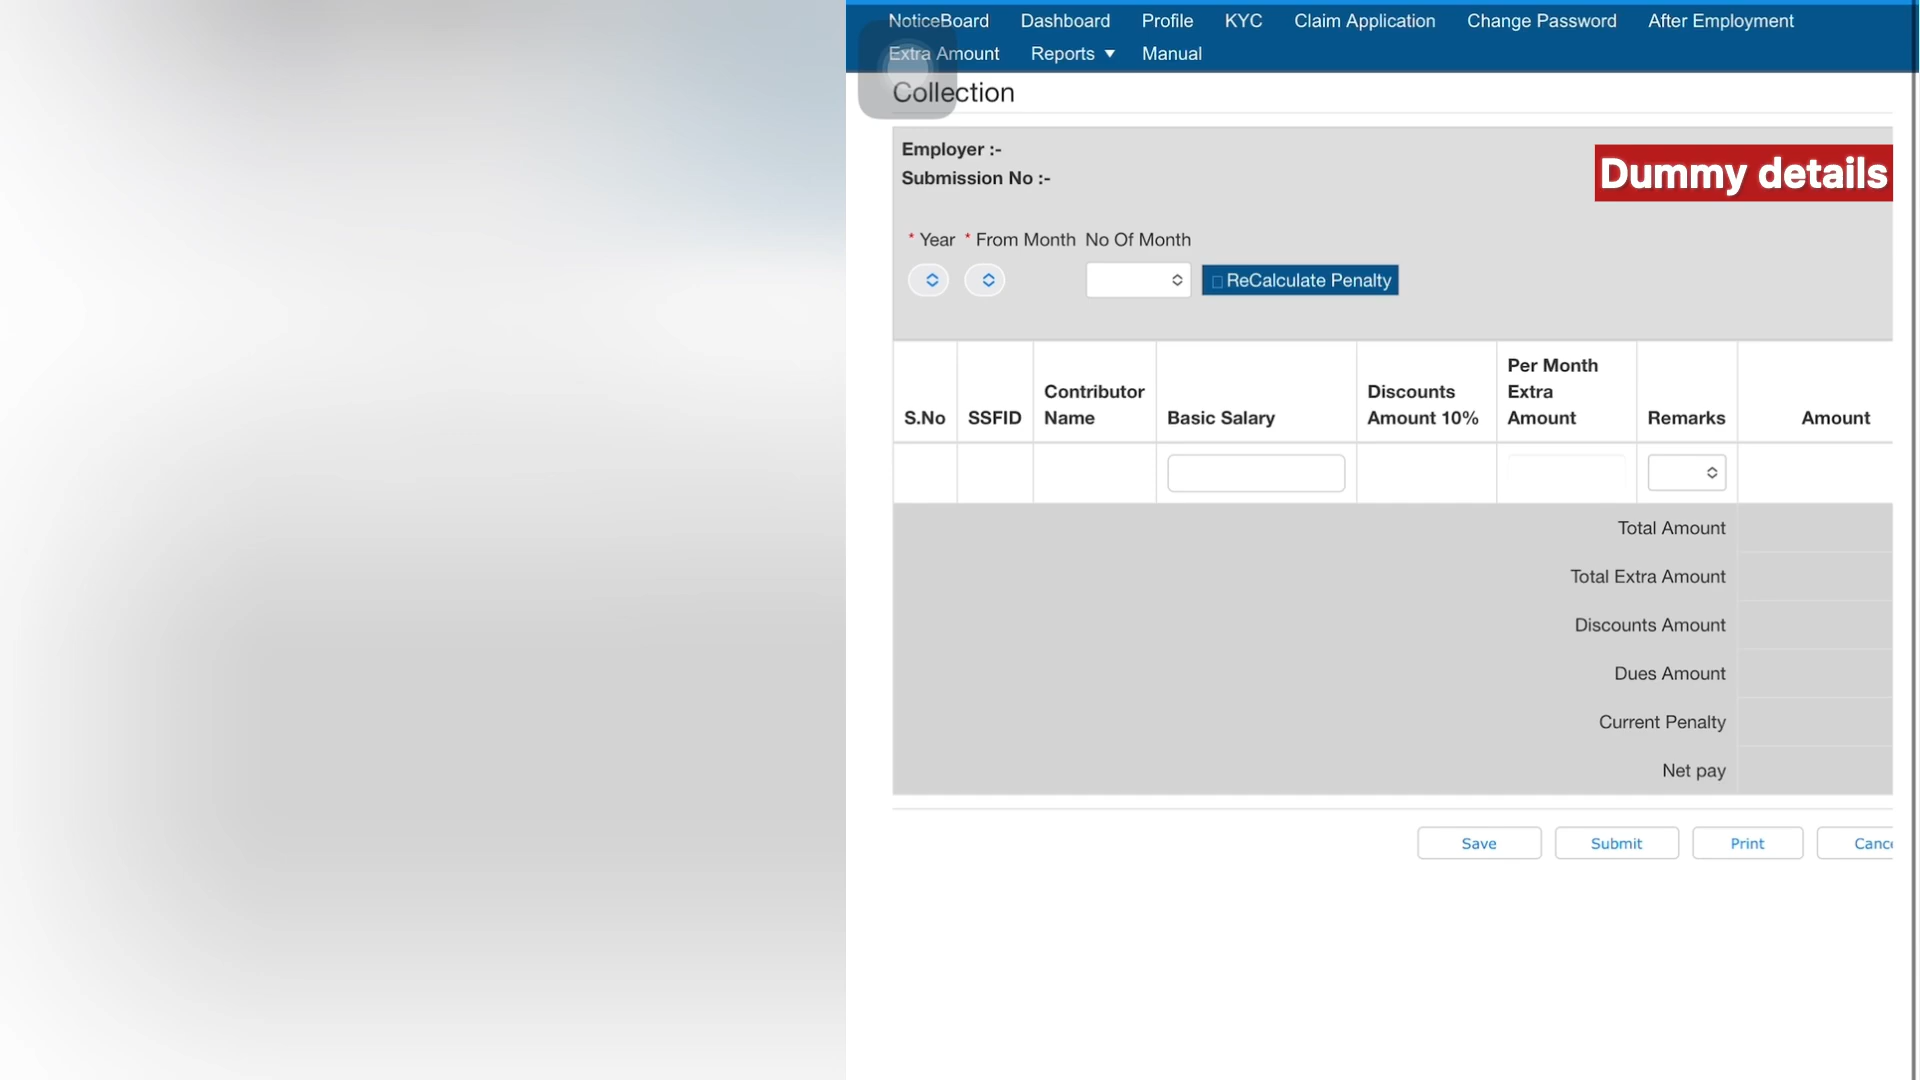 NoticeBoard Dashboard Profile KYC Claim Application Change Password After Employment
Extra Amount Reports Manual
Collection
Employer :-
Submission No :-
Dummy details
* Year * From Month No Of Month
ReCalculate Penalty
S.No SSFID Contributor Name Basic Salary Discounts Amount 10% Per Month Extra Amount Remarks Amount
Total Amount
Total Extra Amount
Discounts Amount
Dues Amount
Current Penalty
Net pay
Save Submit Print Canc